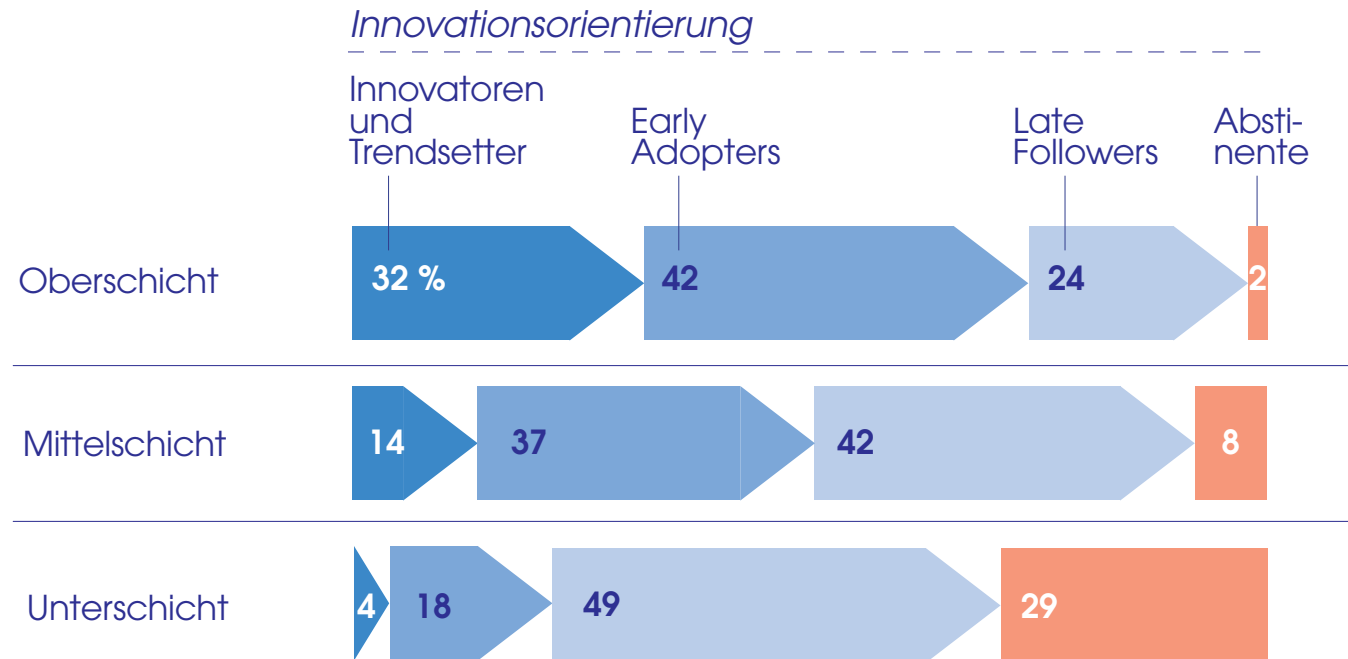 Innovationsorientierung
Innovatoren
und
Trendsetter
Early
Adopters
Late
Followers
Absti-
nente
Oberschicht
32 %
42
24
2
Mittelschicht
14
37
42
8
Unterschicht
4
18
49
29